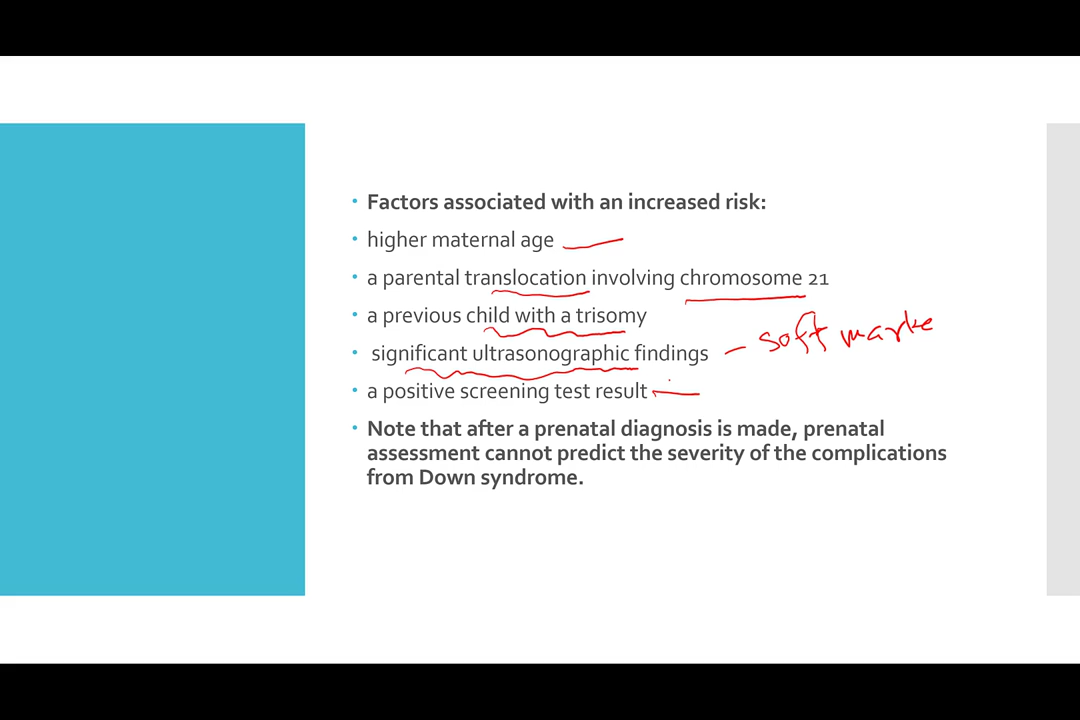 Factors associated with an increased risk:
higher maternal age
a parental translocation involving chromosome 21
a previous child with a trisomy
significant ultrasonographic findings - soft marke
a positive screening test result
Note that after a prenatal diagnosis is made, prenatal
assessment cannot predict the severity of the complications
from Down syndrome.